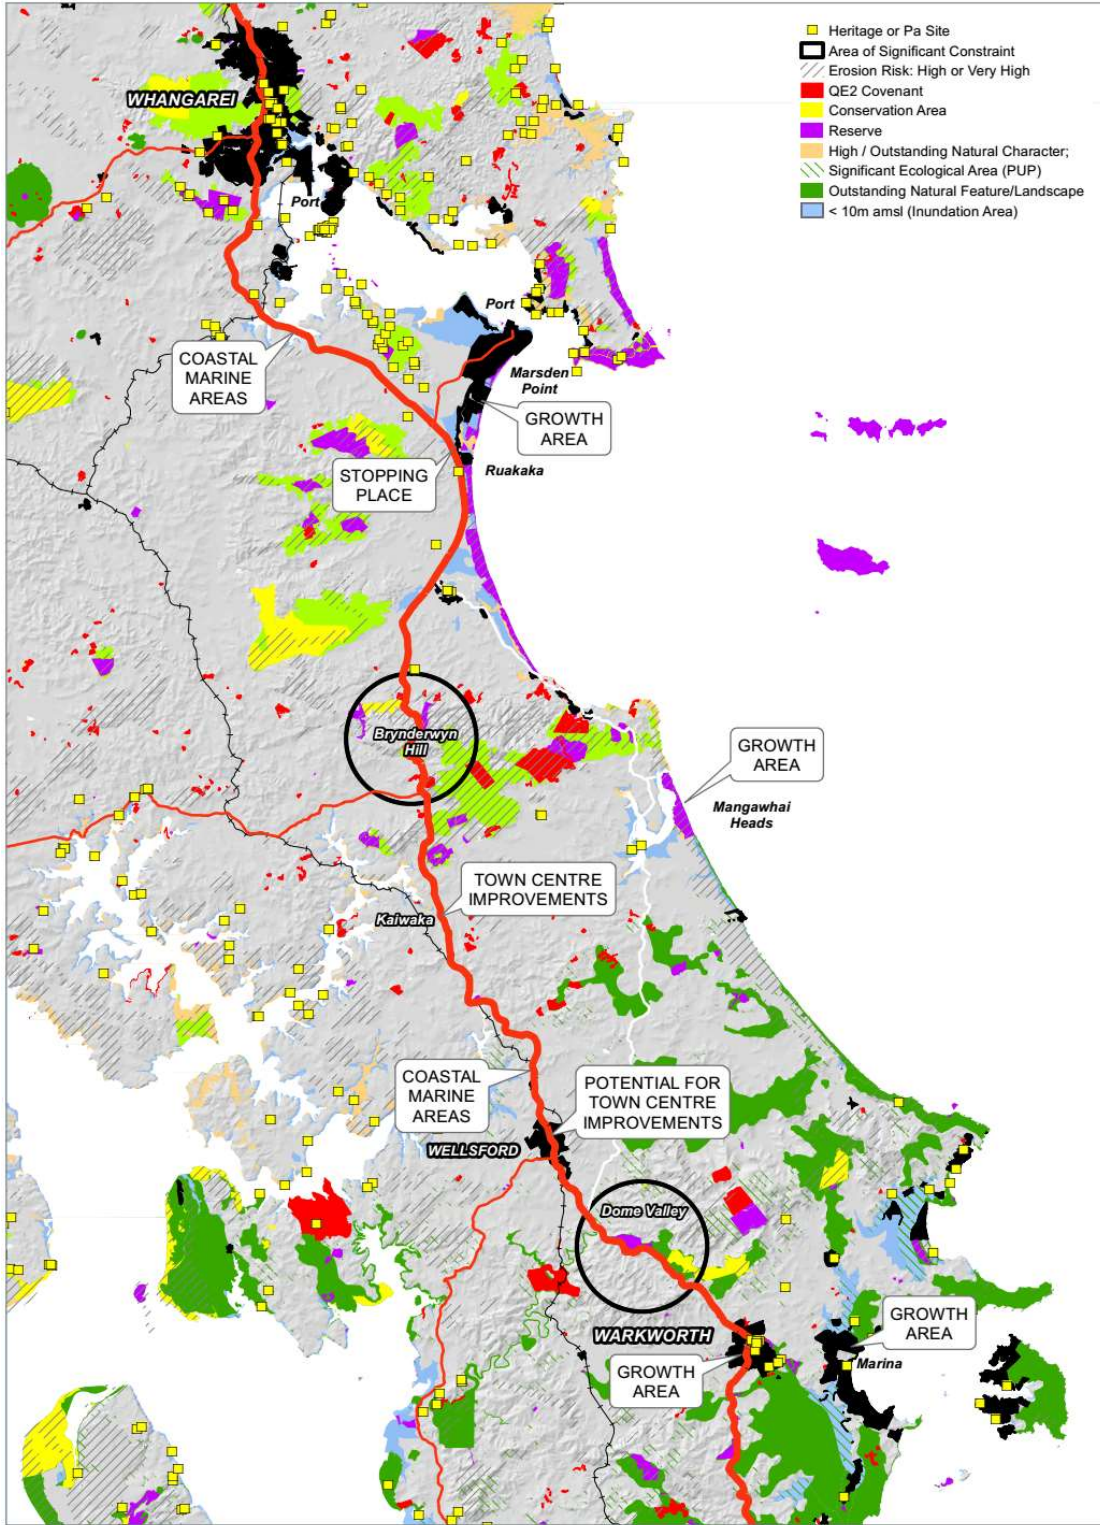 Heritage or Pa Site
Area of Significant Constraint
Erosion Risk: High or Very High
QE2 Covenant
Conservation Area
Reserve
High / Outstanding Natural Character;
Significant Ecological Area (PUP)
Outstanding Natural Feature/Landscape
< 10m amsl (Inundation Area)
WHANGAREI
Port
Port
COASTAL
MARINE
AREAS
Marsden
Point
GROWTH
AREA
STOPPING
PLACE
Ruakaka
Brynderwyn
Hill
GROWTH
AREA
Mangawhai
Heads
TOWN CENTRE
IMPROVEMENTS
Kaiwaka
COASTAL
MARINE
AREAS
POTENTIAL FOR
TOWN CENTRE
IMPROVEMENTS
WELLSFORD
Dome Valley
WARKWORTH
GROWTH
AREA
GROWTH
AREA
Marina